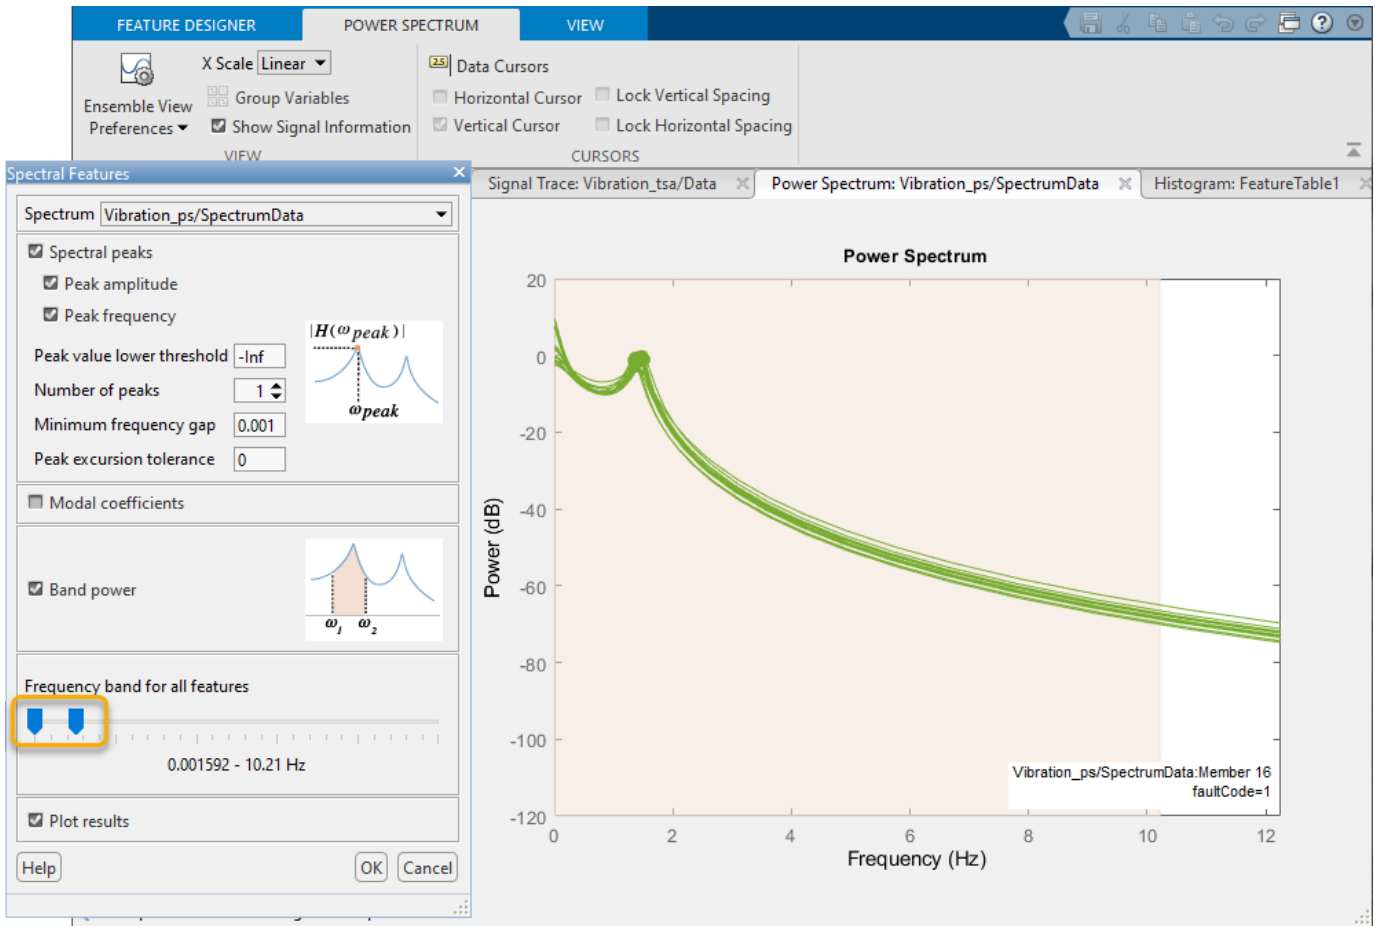 FEATURE DESIGNER
POWER SPECTRUM
VIEW
X Scale Linear
2.5 Data Cursors
Ensemble View
Preferences
Group Variables
Horizontal Cursor
Lock Vertical Spacing
Show Signal Information
Vertical Cursor
Lock Horizontal Spacing
VIEW
CURSORS
Spectral Features
Signal Trace: Vibration_tsa/Data
Power Spectrum: Vibration_ps/SpectrumData
Histogram: FeatureTable1
Spectrum Vibration_ps/SpectrumData
Spectral peaks
Peak amplitude
Peak frequency
Peak value lower threshold -Inf
Number of peaks 1
Minimum frequency gap 0.001
Peak excursion tolerance 0
|H(ω peak)|
ω peak
Modal coefficients
Band power
ω1 ω2
Frequency band for all features
0.001592 - 10.21 Hz
Plot results
Help
OK
Cancel
Power Spectrum
20
0
-20
-40
-60
-80
-100
-120
Power (dB)
Vibration_ps/SpectrumData:Member 16
faultCode=1
0 2 4 6 8 10 12
Frequency (Hz)